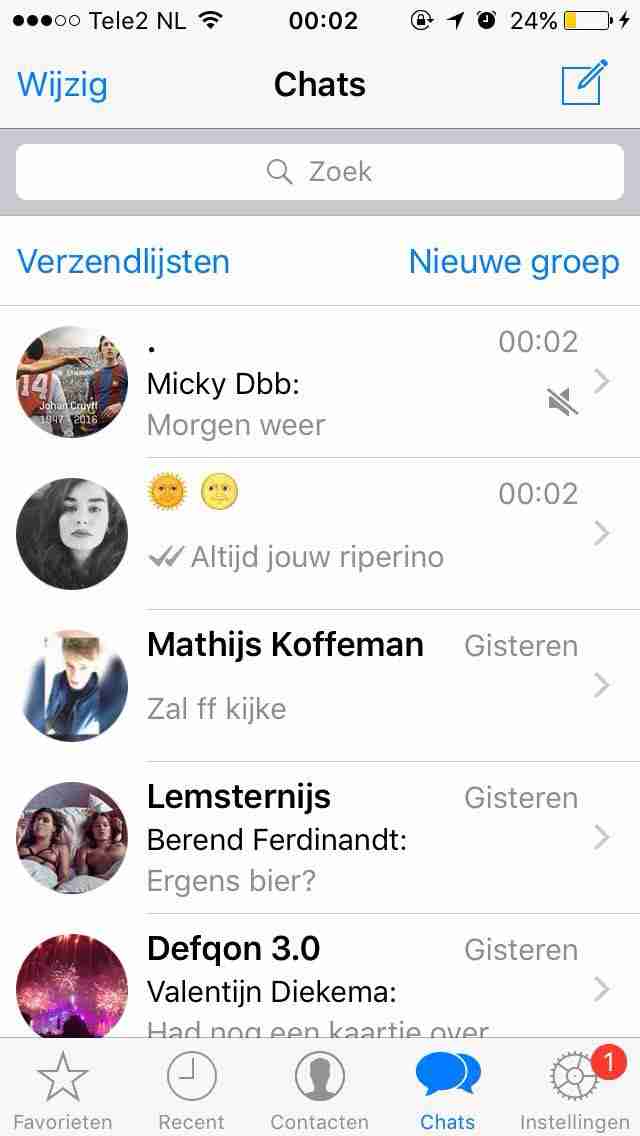 Tele2 NL 00:02 24%
Wijzig Chats
Zoek
Verzendlijsten Nieuwe groep
. 00:02
Micky Dbb:
Morgen weer
14
Johan Cruyff
1947 - 2016
🌞 🌝 00:02
Altijd jouw riperino
Mathijs Koffeman Gisteren
Zal ff kijke
Lemsternijs Gisteren
Berend Ferdinandt:
Ergens bier?
Defqon 3.0 Gisteren
Valentijn Diekema:
Had nog een kaartje over
1
Favorieten Recent Contacten Chats Instellingen